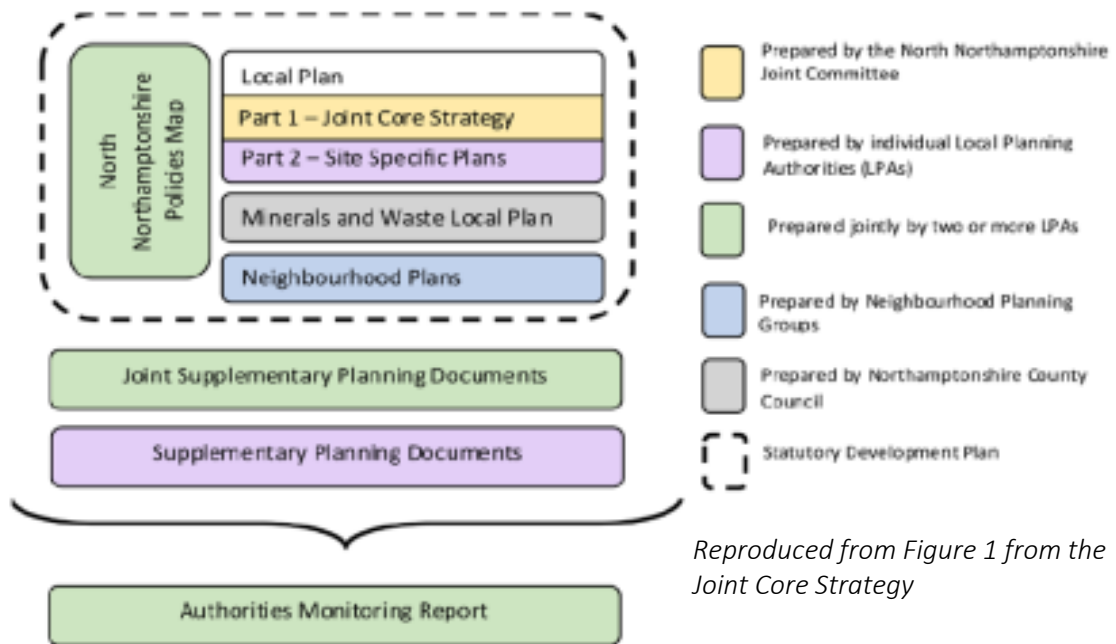 North
Northamptonshire
Policies Map
Local Plan
Part 1 – Joint Core Strategy
Part 2 – Site Specific Plans
Minerals and Waste Local Plan
Neighbourhood Plans
Joint Supplementary Planning Documents
Supplementary Planning Documents
Authorities Monitoring Report
Prepared by the North Northamptonshire
Joint Committee
Prepared by individual Local Planning
Authorities (LPAs)
Prepared jointly by two or more LPAs
Prepared by Neighbourhood Planning
Groups
Prepared by Northamptonshire County
Council
Statutory Development Plan
Reproduced from Figure 1 from the
Joint Core Strategy